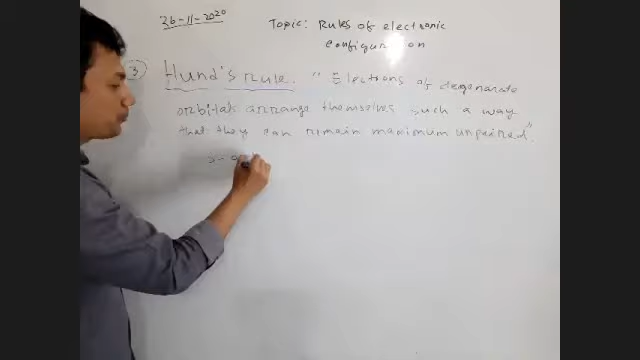 26-11-2020
Topic: Rules of electronic
configuration
3 Hund's rule. "Electrons of degenarate
orbitals arrange themselves such a way
that they can remain maximum unpaired"
s-